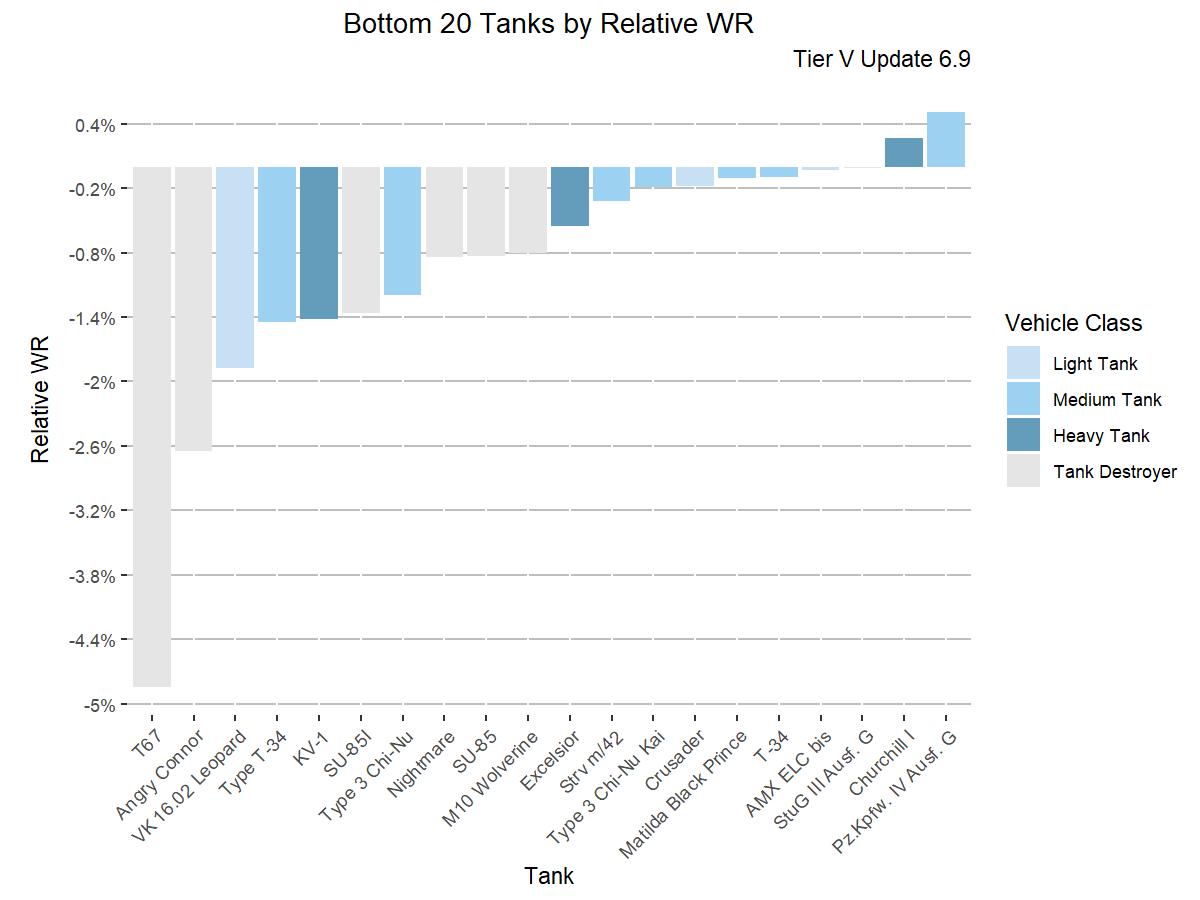 Bottom 20 Tanks by Relative WR
Tier V Update 6.9
0.4%
-0.2%
-0.8%
-1.4%
-2%
-2.6%
-3.2%
-3.8%
-4.4%
-5%
Relative WR
T67
Angry Connor
VK 16.02 Leopard
Type T-34
KV-1
SU-85I
Type 3 Chi-Nu
Nightmare
SU-85
M10 Wolverine
Excelsior
Strv m/42
Type 3 Chi-Nu Kai
Crusader
Matilda Black Prince
T-34
AMX ELC bis
StuG III Ausf. G
Churchill I
Pz.Kpfw. IV Ausf. G
Tank
Vehicle Class
Light Tank
Medium Tank
Heavy Tank
Tank Destroyer